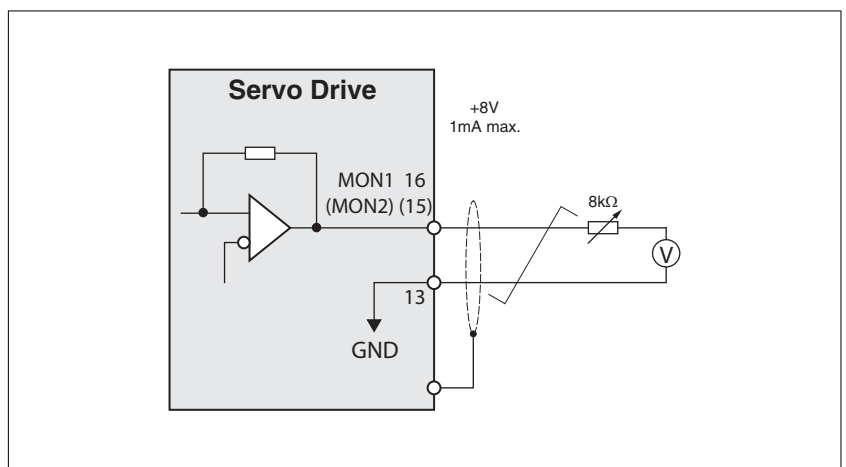 Servo Drive
+8V
1mA max.
MON1 16
(MON2) (15)
8kΩ
V
13
GND